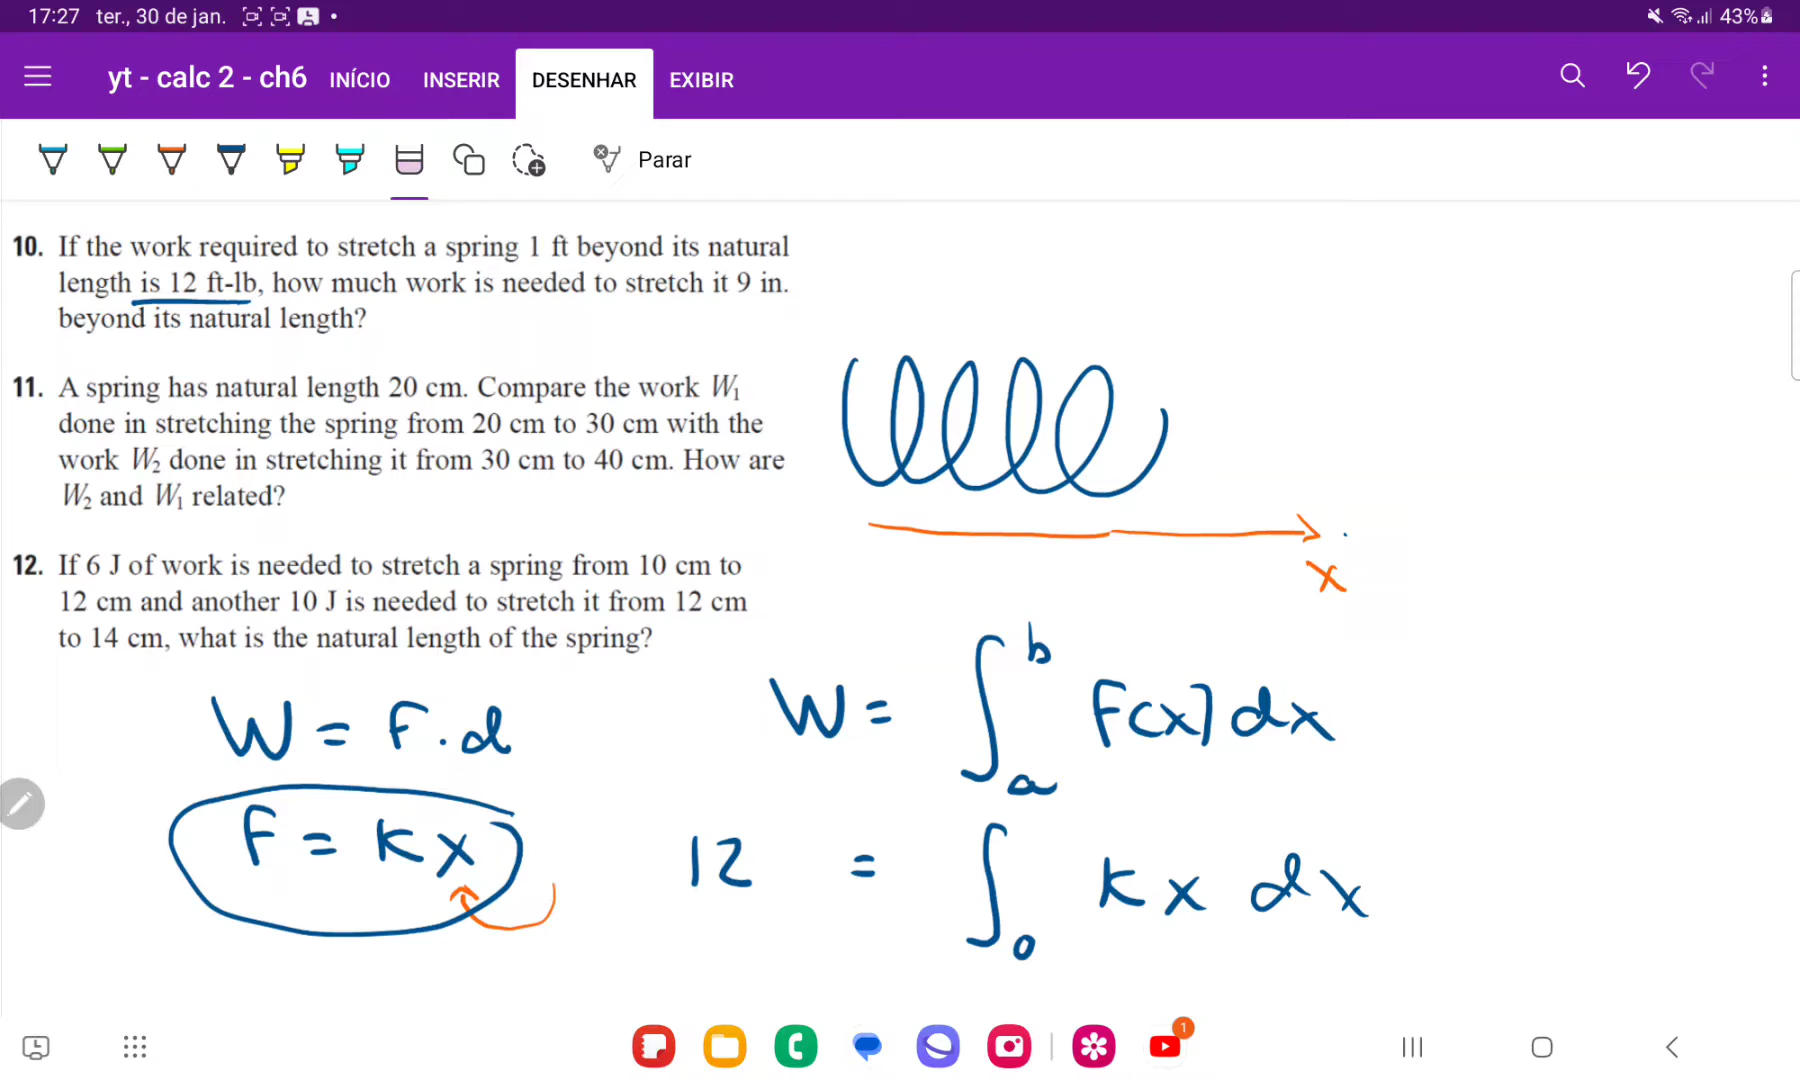 17:27 ter., 30 de jan.
43%
yt - calc 2 - ch6 INÍCIO INSERIR DESENHAR EXIBIR
Parar
10. If the work required to stretch a spring 1 ft beyond its natural
length is 12 ft-lb, how much work is needed to stretch it 9 in.
beyond its natural length?
11. A spring has natural length 20 cm. Compare the work W₁
done in stretching the spring from 20 cm to 30 cm with the
work W₂ done in stretching it from 30 cm to 40 cm. How are
W₂ and W₁ related?
12. If 6 J of work is needed to stretch a spring from 10 cm to
12 cm and another 10 J is needed to stretch it from 12 cm
to 14 cm, what is the natural length of the spring?
x
W = F.d
W = ∫ₐᵇ F(x) dx
F = Kx
12 = ∫₀ Kx dx
1